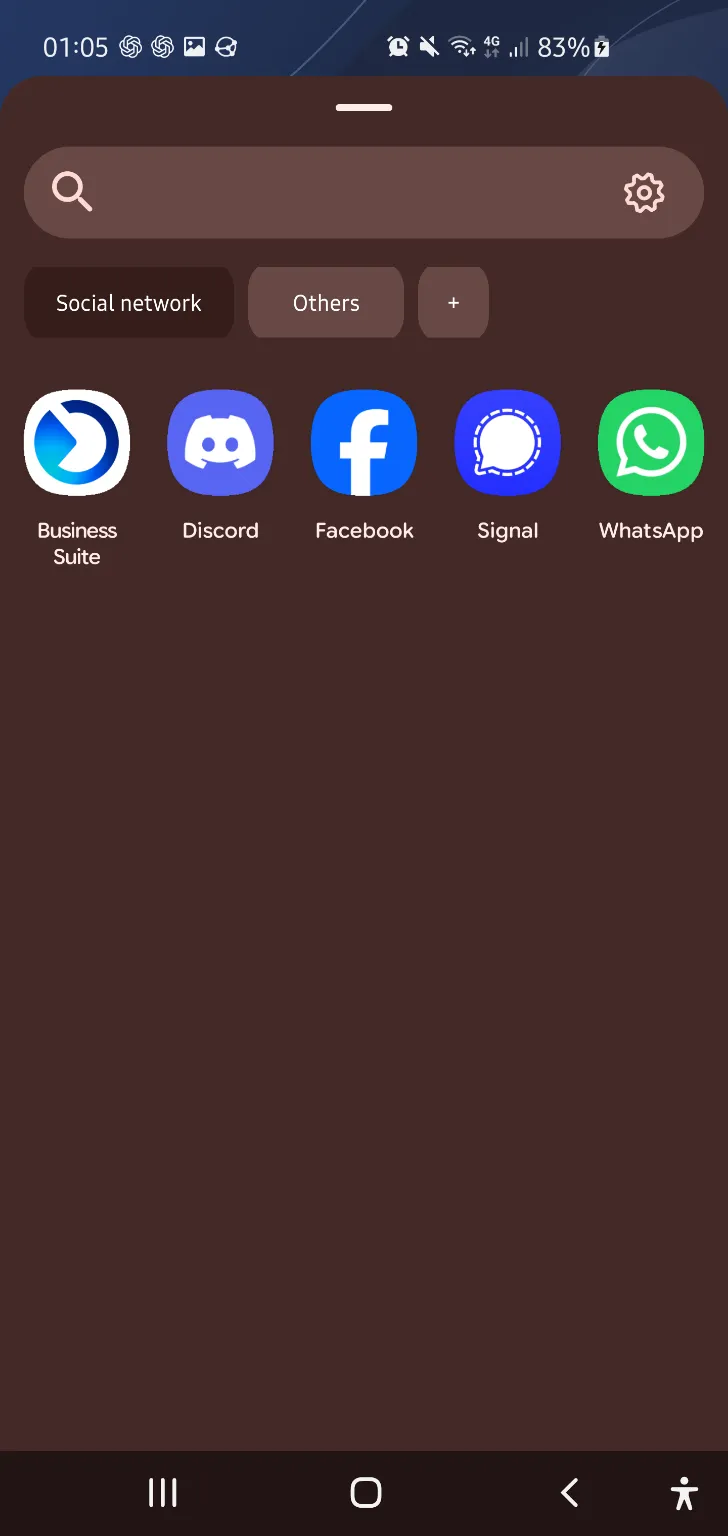 01:05 4G 83%
Social network Others +
Business Discord Facebook Signal WhatsApp
Suite